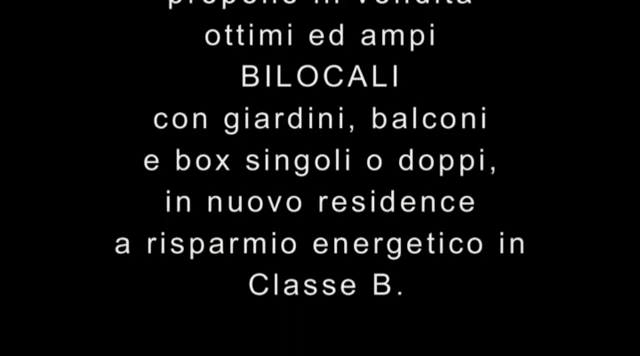 propone in vendita
ottimi ed ampi
BILOCALI
con giardini, balconi
e box singoli o doppi,
in nuovo residence
a risparmio energetico in
Classe B.